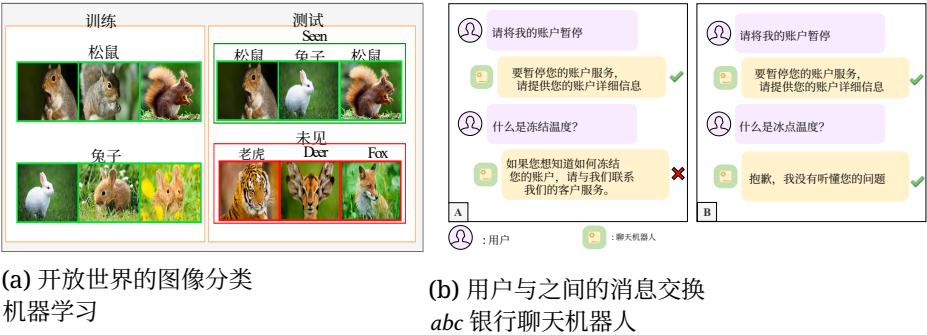 训练
松鼠
兔子
测试
Seen
松鼠 兔子 松鼠
未见
老虎 Deer Fox
请将我的账户暂停
要暂停您的账户服务，
请提供您的账户详细信息
什么是冻结温度？
如果您想知道如何冻结
您的账户，请与我们联系
我们的客户服务。
A
请将我的账户暂停
要暂停您的账户服务，
请提供您的账户详细信息
什么是冰点温度？
抱歉，我没有听懂您的问题
B
：用户
：聊天机器人
(a) 开放世界的图像分类
机器学习
(b) 用户与之间的消息交换
abc 银行聊天机器人